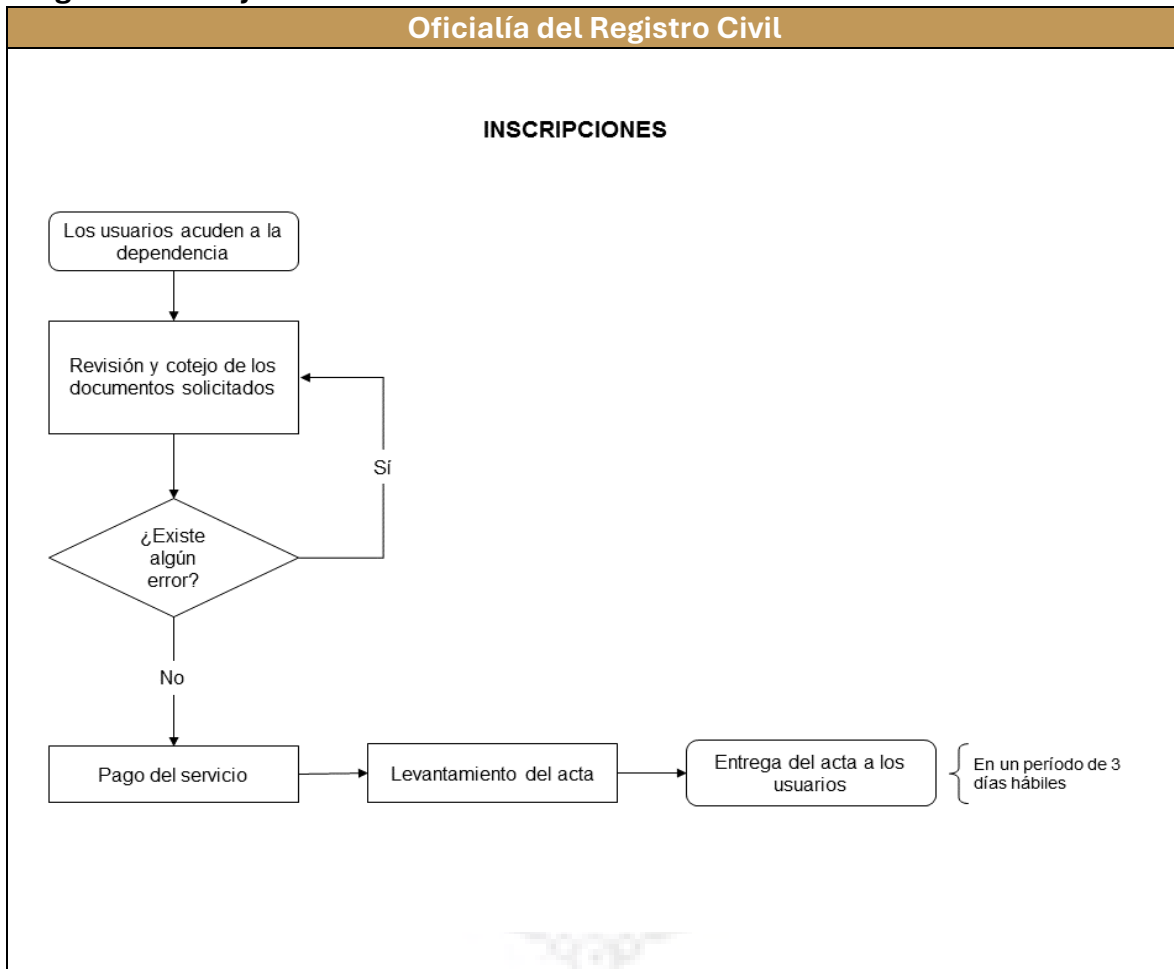 Oficialía del Registro Civil
INSCRIPCIONES
Los usuarios acuden a la
dependencia
Revisión y cotejo de los
documentos solicitados
Sí
¿Existe
algún
error?
No
Pago del servicio
Levantamiento del acta
Entrega del acta a los
usuarios
En un período de 3
días hábiles